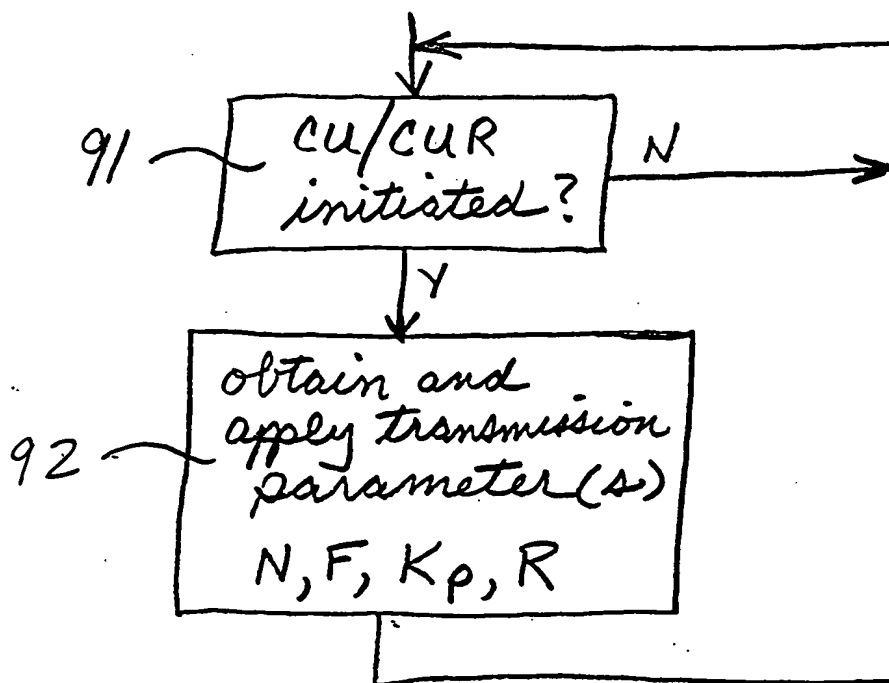 91
CU/CUR
initiated?
N
Y
92
obtain and
apply transmission
parameter(s)
N, F, Kp, R